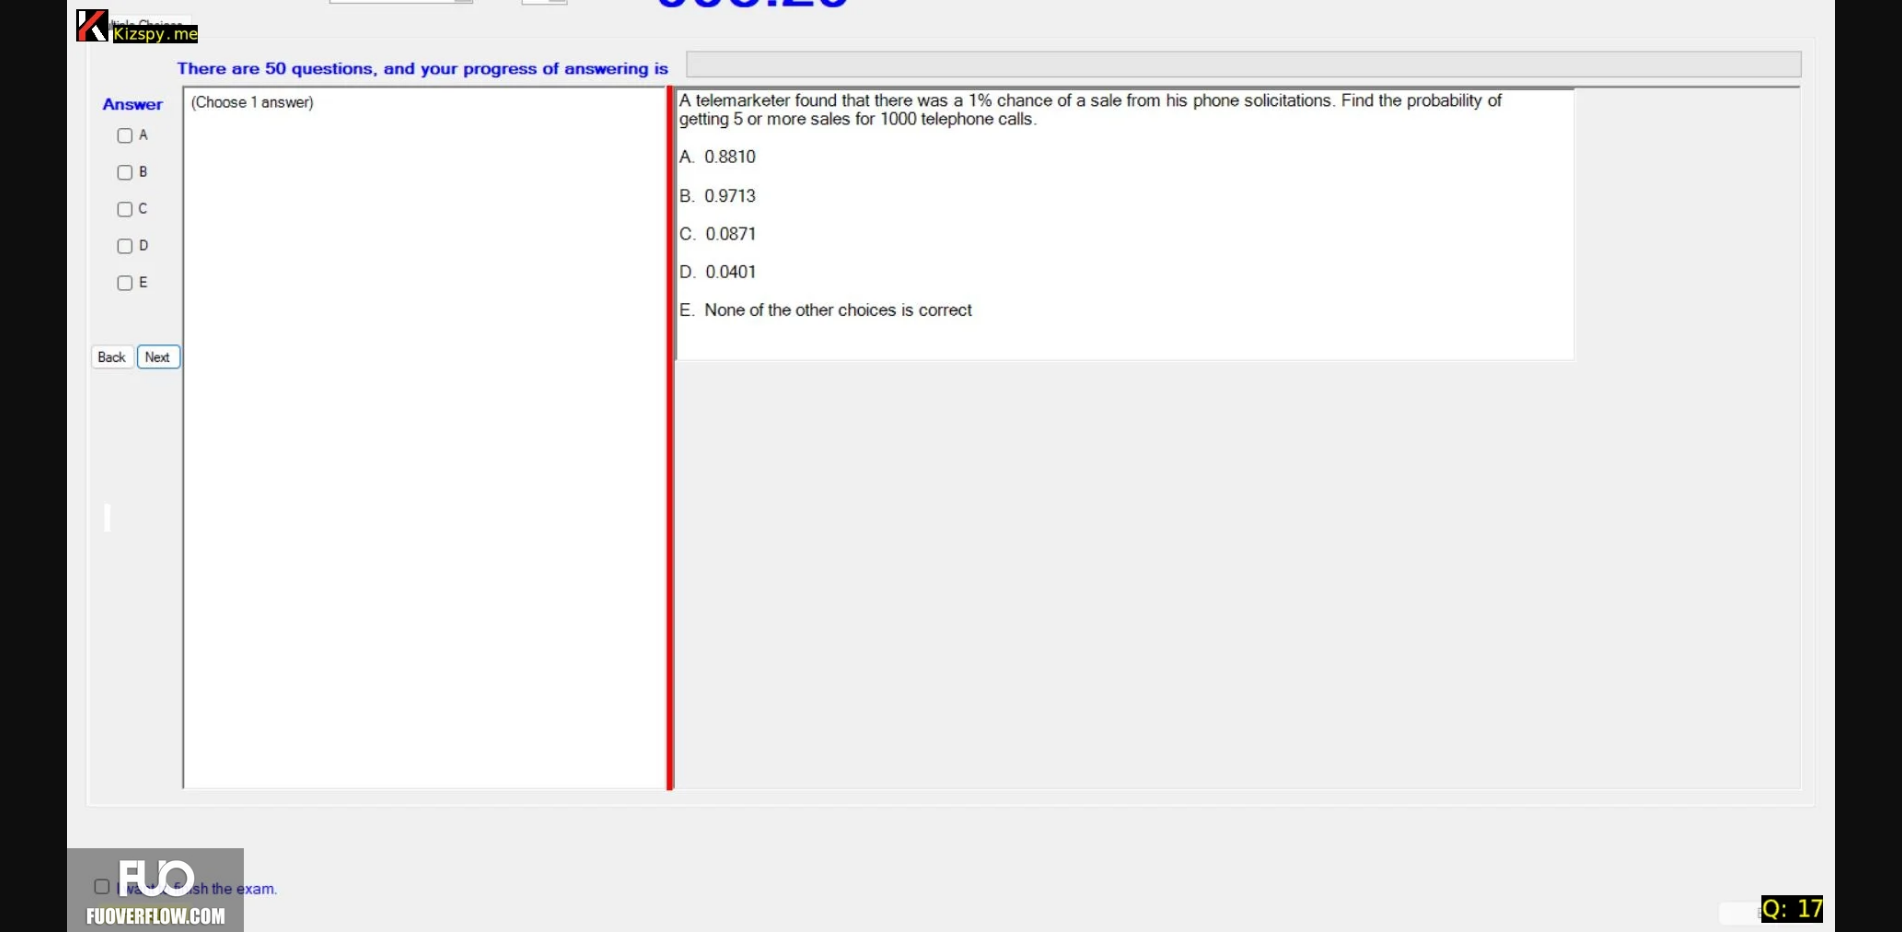 Kizspy.me
There are 50 questions, and your progress of answering is
Answer
(Choose 1 answer)
A
B
C
D
E
Back Next
A telemarketer found that there was a 1% chance of a sale from his phone solicitations. Find the probability of
getting 5 or more sales for 1000 telephone calls.
A. 0.8810
B. 0.9713
C. 0.0871
D. 0.0401
E. None of the other choices is correct
FUO
the exam.
FUOVERFLOW.COM
Q: 17